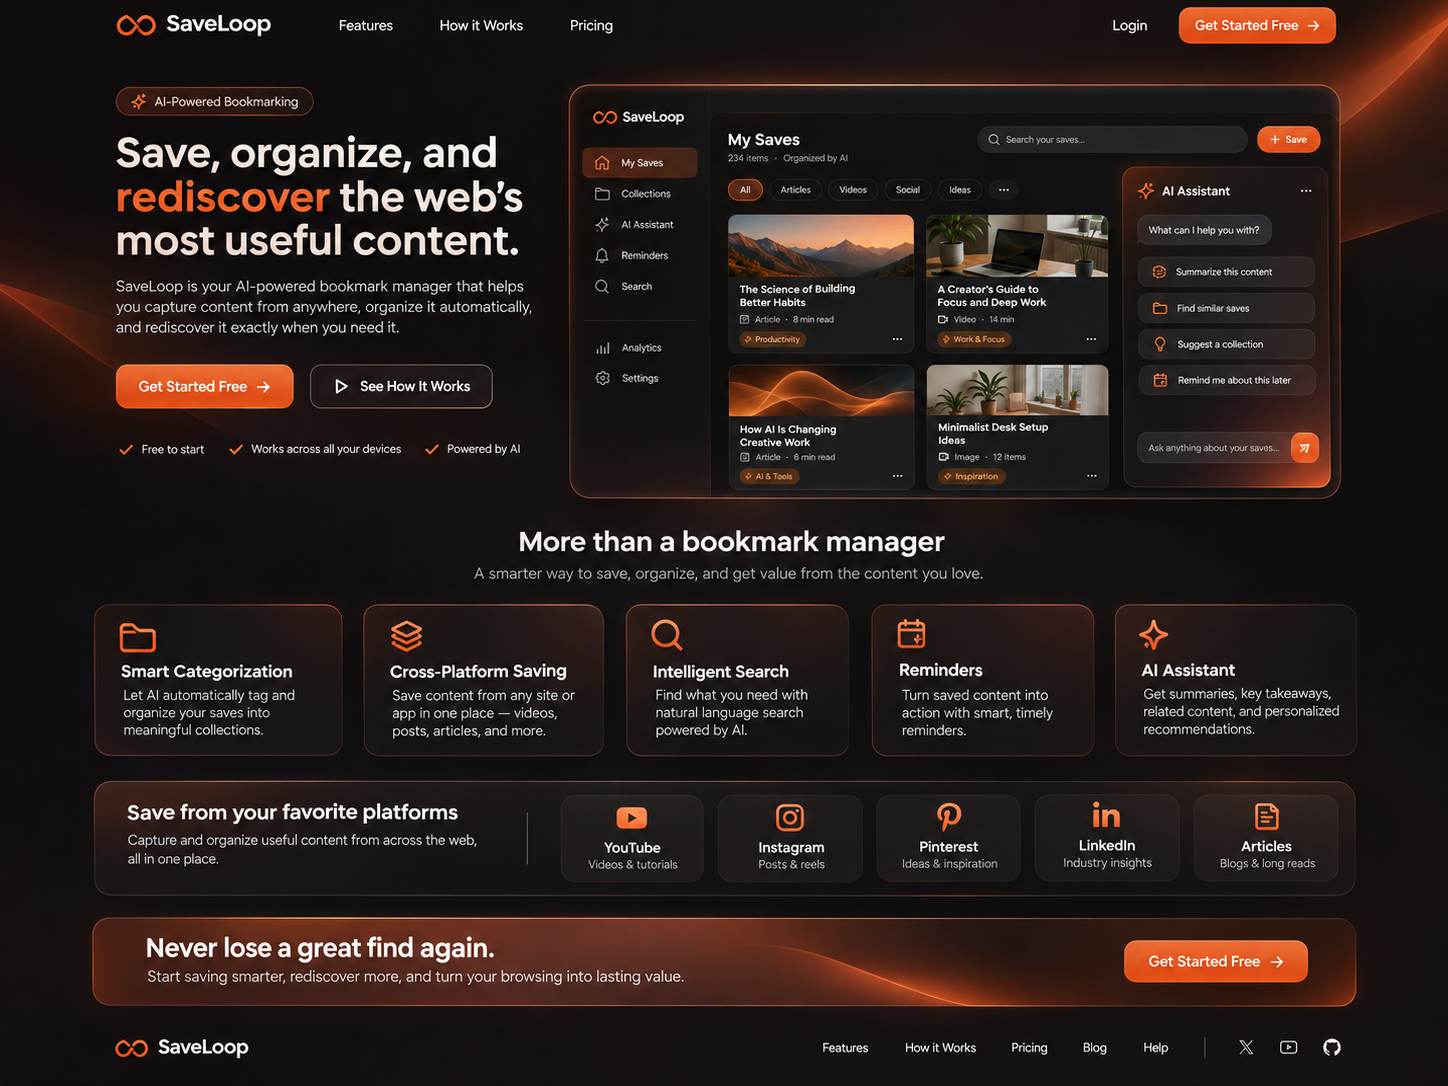 SaveLoop
Features
How it Works
Pricing
Login
Get Started Free
AI-Powered Bookmarking
Save, organize, and
rediscover the web's
most useful content.
SaveLoop is your AI-powered bookmark manager that helps
you capture content from anywhere, organize it automatically,
and rediscover it exactly when you need it.
Get Started Free
See How It Works
Free to start
Works across all your devices
Powered by AI
SaveLoop
My Saves
Collections
AI Assistant
Reminders
Search
Analytics
Settings
My Saves
234 items · Organized by AI
Search your saves...
+ Save
All
Articles
Videos
Social
Ideas
The Science of Building
Better Habits
Article · 8 min read
Productivity
A Creator's Guide to
Focus and Deep Work
Video · 14 min
Work & Focus
How AI Is Changing
Creative Work
Article · 6 min read
AI & Tools
Minimalist Desk Setup
Ideas
Image · 12 items
Inspiration
AI Assistant
What can I help you with?
Summarize this content
Find similar saves
Suggest a collection
Remind me about this later
Ask anything about your saves...
More than a bookmark manager
A smarter way to save, organize, and get value from the content you love.
Smart Categorization
Let AI automatically tag and
organize your saves into
meaningful collections.
Cross-Platform Saving
Save content from any site or
app in one place — videos,
posts, articles, and more.
Intelligent Search
Find what you need with
natural language search
powered by AI.
Reminders
Turn saved content into
action with smart, timely
reminders.
AI Assistant
Get summaries, key takeaways,
related content, and personalized
recommendations.
Save from your favorite platforms
Capture and organize useful content from across the web,
all in one place.
YouTube
Videos & tutorials
Instagram
Posts & reels
Pinterest
Ideas & inspiration
LinkedIn
Industry insights
Articles
Blogs & long reads
Never lose a great find again.
Start saving smarter, rediscover more, and turn your browsing into lasting value.
Get Started Free
SaveLoop
Features
How it Works
Pricing
Blog
Help